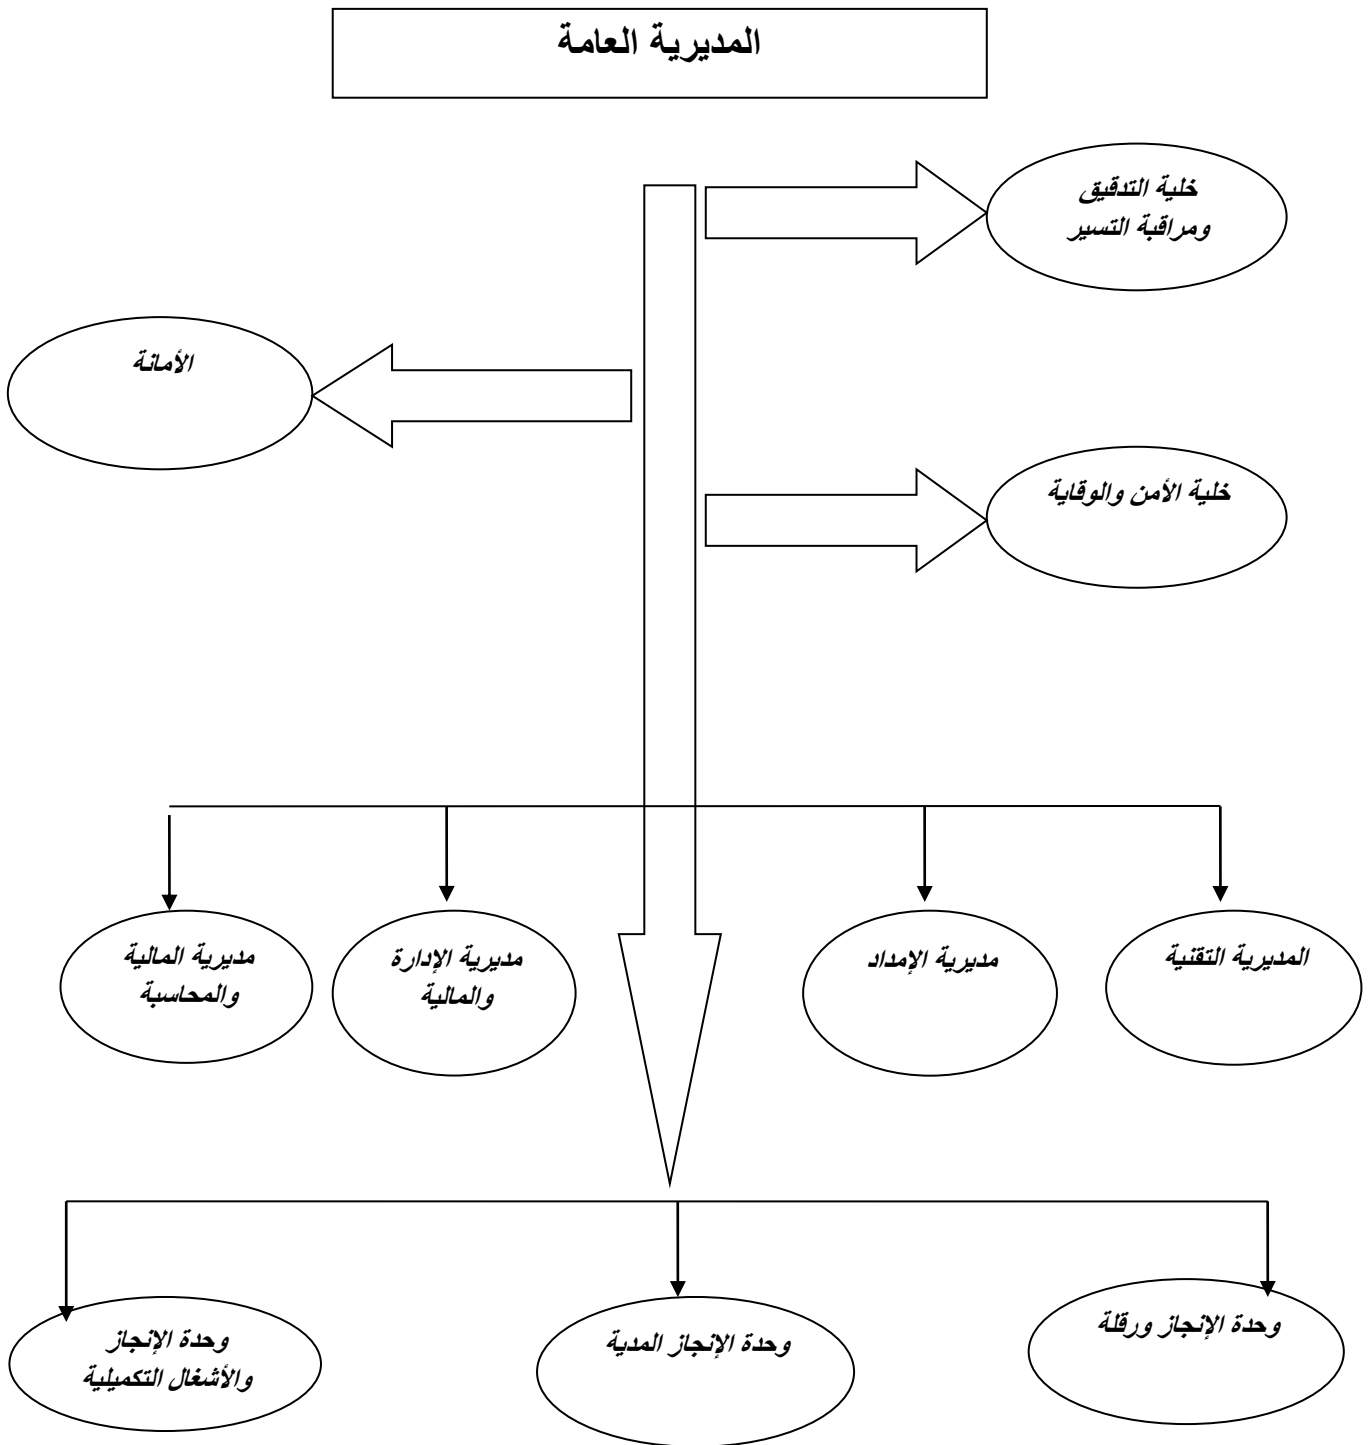 المديرية العامة
خلية التدقيق
ومراقبة التسير
الأمانة
خلية الأمن والوقاية
المديرية التقنية
مديرية الإمداد
مديرية الإدارة
والمالية
مديرية المالية
والمحاسبة
وحدة الإنجاز ورقلة
وحدة الإنجاز المدية
وحدة الإنجاز
والأشغال التكميلية